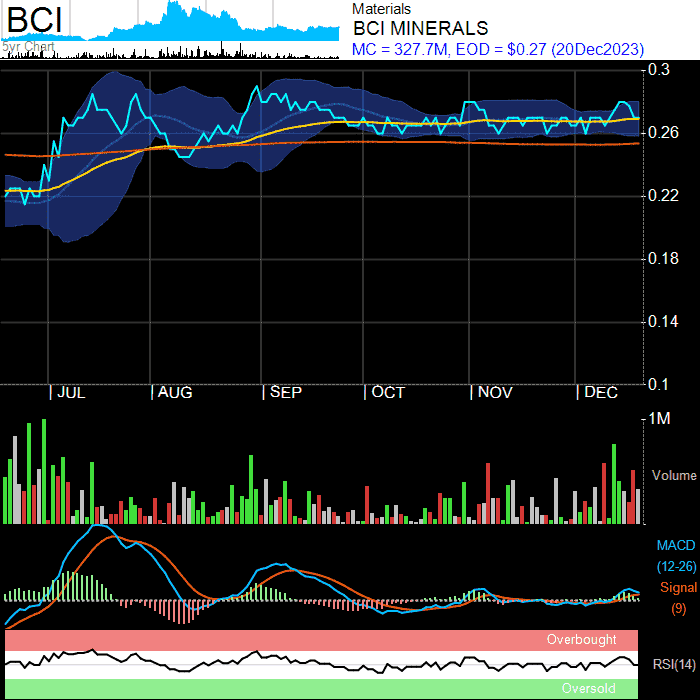 BCI
5yr Chart
Materials
BCI MINERALS
MC = 327.7M, EOD = $0.27 (20Dec2023)
0.3
0.26
0.22
0.18
0.14
0.1
| JUL | AUG | SEP | OCT | NOV | DEC
1M
Volume
MACD
(12-26)
Signal
(9)
Overbought
RSI(14)
Oversold